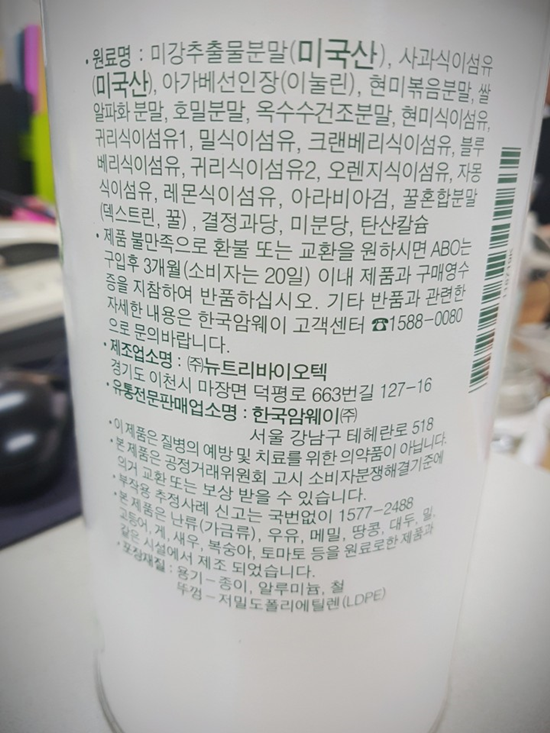 • 원료명 : 미강추출물분말(미국산), 사과식이섬유
(미국산), 아가베선인장(이눌린), 현미볶음분말, 쌀
알파화 분말, 호밀분말, 옥수수건조분말, 현미식이섬유,
귀리식이섬유1, 밀식이섬유, 크랜베리식이섬유, 블루
베리식이섬유, 귀리식이섬유2, 오렌지식이섬유, 자몽
식이섬유, 레몬식이섬유, 아라비아검, 꿀혼합분말
(덱스트린, 꿀) , 결정과당, 미분당, 탄산칼슘
• 제품 불만족으로 환불 또는 교환을 원하시면 ABO는
구입후 3개월(소비자는 20일) 이내 제품과 구매영수
증을 지참하여 반품하십시오. 기타 반품과 관련한
자세한 내용은 한국암웨이 고객센터 ☎1588-0080
으로 문의바랍니다.
• 제조업소명 : ㈜뉴트리바이오텍
경기도 이천시 마장면 덕평로 663번길 127-16
• 유통전문판매업소명 : 한국암웨이㈜
서울 강남구 테헤란로 518
• 이 제품은 질병의 예방 및 치료를 위한 의약품이 아닙니다.
• 본 제품은 공정거래위원회 고시 소비자분쟁해결기준에
의거 교환 또는 보상 받을 수 있습니다.
• 부작용 추정사례 신고는 국번없이 1577-2488
• 본 제품은 난류(가금류), 우유, 메밀, 땅콩, 대두, 밀,
고등어, 게, 새우, 복숭아, 토마토 등을 원료로한 제품과
같은 시설에서 제조 되었습니다.
• 포장재질 : 용기 – 종이, 알루미늄, 철
뚜껑 – 저밀도폴리에틸렌(LDPE)